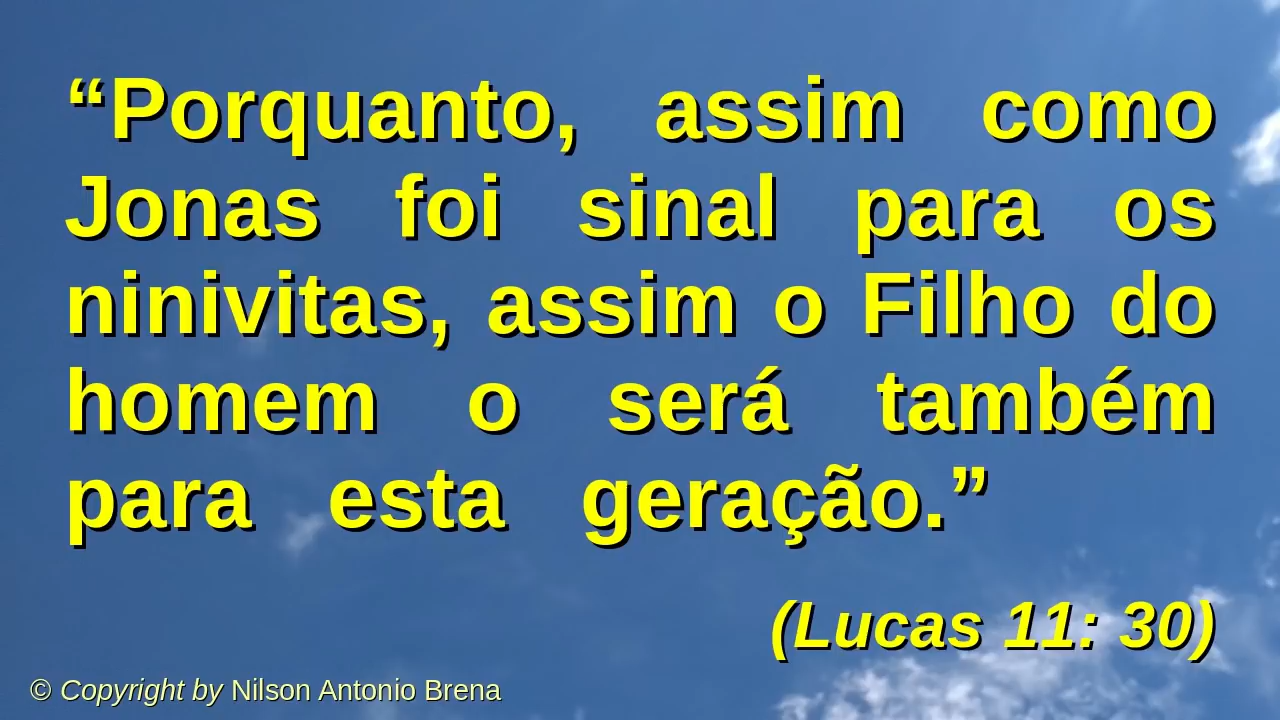 “Porquanto, assim como
Jonas foi sinal para os
ninivitas, assim o Filho do
homem o será também
para esta geração.”
(Lucas 11: 30)
© Copyright by Nilson Antonio Brena